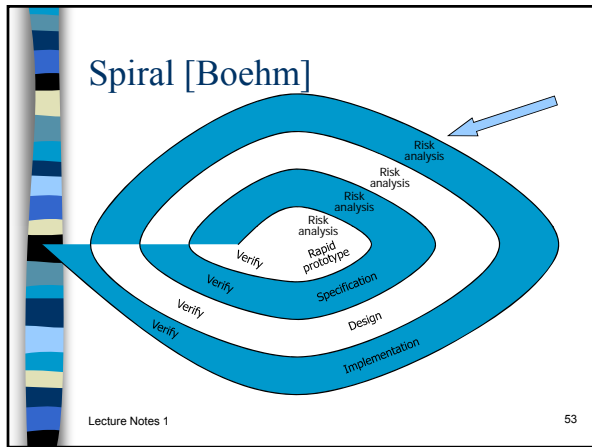 Spiral [Boehm]
Risk
analysis
Risk
analysis
Risk
analysis
Risk
analysis
Rapid
prototype
Verify
Specification
Verify
Design
Verify
Implementation
Verify
Lecture Notes 1
53